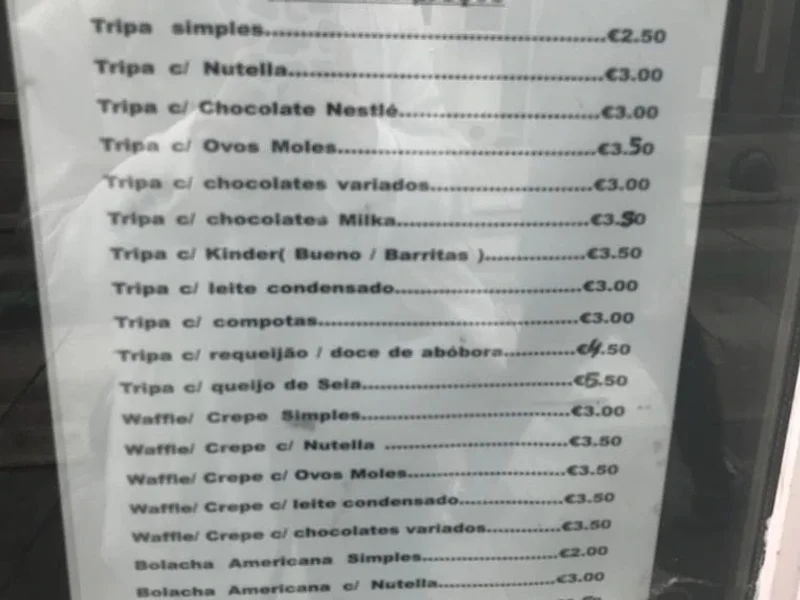 Tripa simples..........€2.50
Tripa c/ Nutella..........€3.00
Tripa c/ Chocolate Nestlé..........€3.00
Tripa c/ Ovos Moles..........€3.50
Tripa c/ chocolates variados..........€3.00
Tripa c/ chocolates Milka..........€3.50
Tripa c/ Kinder( Bueno / Barritas )..........€3.50
Tripa c/ leite condensado..........€3.00
Tripa c/ compotas..........€3.00
Tripa c/ requeijão / doce de abóbora..........€4.50
Tripa c/ queijo de Seia..........€5.50
Waffle/ Crepe Simples..........€3.00
Waffle/ Crepe c/ Nutella ..........€3.50
Waffle/ Crepe c/ Ovos Moles..........€3.50
Waffle/ Crepe c/ leite condensado..........€3.50
Waffle/ Crepe c/ chocolates variados..........€3.50
Bolacha Americana Simples..........€2.00
Bolacha Americana c/ Nutella..........€3.00